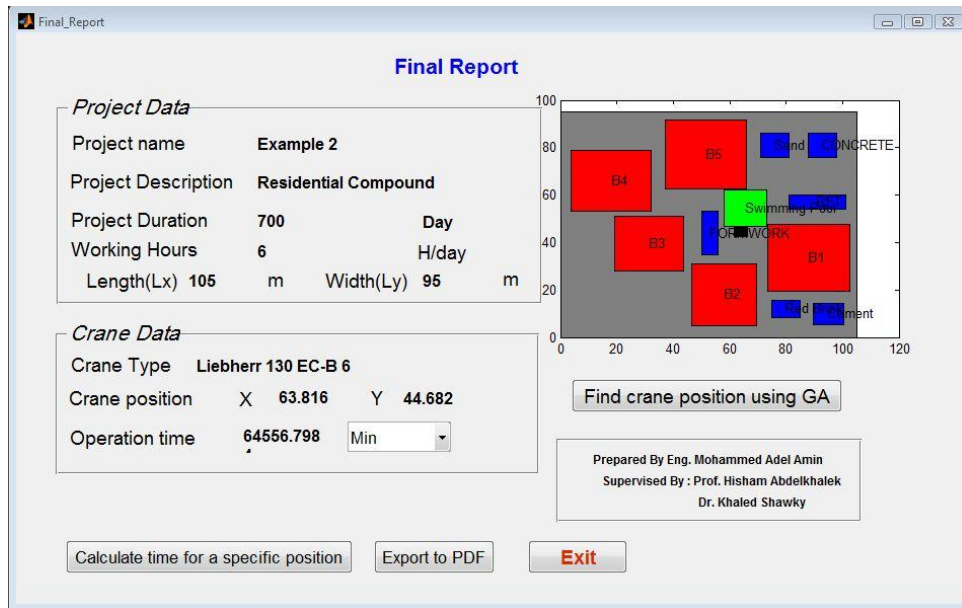 Final_Report
Final Report
Project Data
Project name Example 2
Project Description Residential Compound
Project Duration 700 Day
Working Hours 6 H/day
Length(Lx) 105 m Width(Ly) 95 m
Crane Data
Crane Type Liebherr 130 EC-B 6
Crane position X 63.816 Y 44.682
Operation time 64556.798 Min
100
80
60
40
20
0
0 20 40 60 80 100 120
B5
Sand CONCRETE
B4
Swimming Pool
FORMWORK
B3
B1
B2
Red Brick
Cement
Find crane position using GA
Prepared By Eng. Mohammed Adel Amin
Supervised By : Prof. Hisham Abdelkhalek
Dr. Khaled Shawky
Calculate time for a specific position Export to PDF Exit